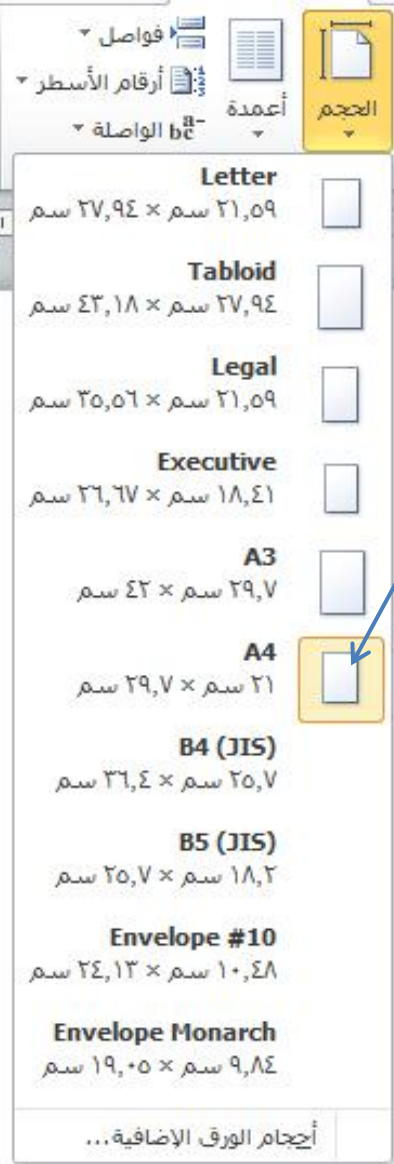 الحجم
أعمدة
فواصل
أرقام الأسطر
الواصلة
Letter
٢١,٥٩ سم × ٢٧,٩٤ سم
Tabloid
٢٧,٩٤ سم × ٤٣,١٨ سم
Legal
٢١,٥٩ سم × ٣٥,٥٦ سم
Executive
١٨,٤١ سم × ٢٦,٦٧ سم
A3
٢٩,٧ سم × ٤٢ سم
A4
٢١ سم × ٢٩,٧ سم
B4 (JIS)
٢٥,٧ سم × ٣٦,٤ سم
B5 (JIS)
١٨,٢ سم × ٢٥,٧ سم
Envelope #10
١٠,٤٨ سم × ٢٤,١٣ سم
Envelope Monarch
٩,٨٤ سم × ١٩,٠٥ سم
أحجام الورق الإضافية...